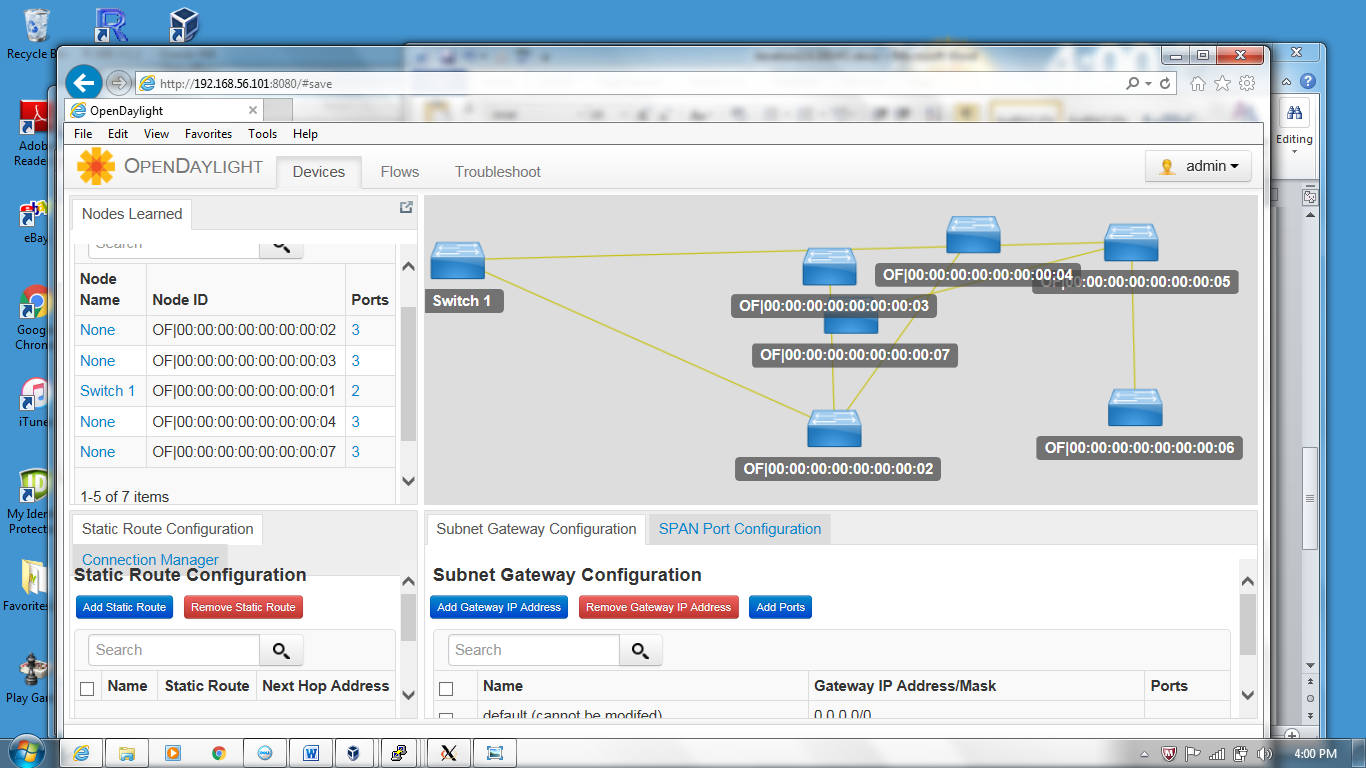 Recycle B
Adob
Reade
eBay
Google
Chrom
iTune
My Iden
Protect
Favorites
Play Gam
http://192.168.56.101:8080/#save
OpenDaylight
File Edit View Favorites Tools Help
OPENDAYLIGHT Devices Flows Troubleshoot admin
Editing
Nodes Learned
Search
Node Name Node ID Ports
None OF|00:00:00:00:00:00:00:02 3
None OF|00:00:00:00:00:00:00:03 3
Switch 1 OF|00:00:00:00:00:00:00:01 2
None OF|00:00:00:00:00:00:00:04 3
None OF|00:00:00:00:00:00:00:07 3
1-5 of 7 items
Switch 1
OF|00:00:00:00:00:00:00:04
OF|00:00:00:00:00:00:00:05
OF|00:00:00:00:00:00:00:03
OF|00:00:00:00:00:00:00:07
OF|00:00:00:00:00:00:00:06
OF|00:00:00:00:00:00:00:02
Static Route Configuration
Connection Manager
Static Route Configuration
Add Static Route Remove Static Route
Search
Name Static Route Next Hop Address
Subnet Gateway Configuration SPAN Port Configuration
Subnet Gateway Configuration
Add Gateway IP Address Remove Gateway IP Address Add Ports
Search
Name Gateway IP Address/Mask Ports
default (cannot be modifed) 0.0.0.0/0
4:00 PM